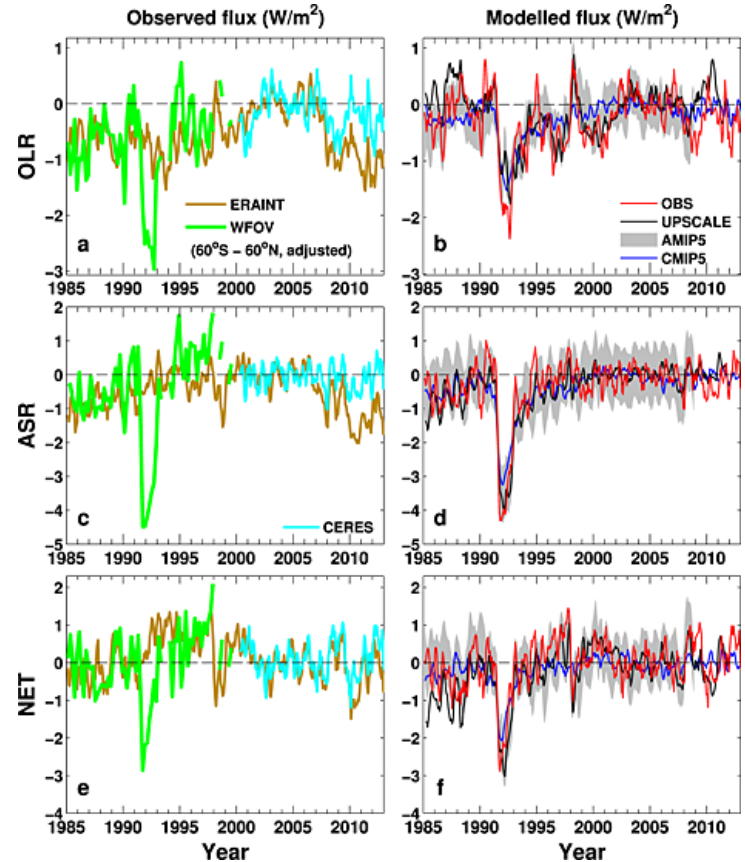 Observed flux (W/m²)
Modelled flux (W/m²)
OLR
1
0
−1
−2
−3
a
ERAINT
WFOV
(60°S − 60°N, adjusted)
1985 1990 1995 2000 2005 2010
1
0
−1
−2
−3
b
OBS
UPSCALE
AMIP5
CMIP5
1985 1990 1995 2000 2005 2010
ASR
2
1
0
−1
−2
−3
−4
−5
c
CERES
1985 1990 1995 2000 2005 2010
2
1
0
−1
−2
−3
−4
−5
d
1985 1990 1995 2000 2005 2010
NET
2
1
0
−1
−2
−3
−4
e
1985 1990 1995 2000 2005 2010
Year
2
1
0
−1
−2
−3
−4
f
1985 1990 1995 2000 2005 2010
Year